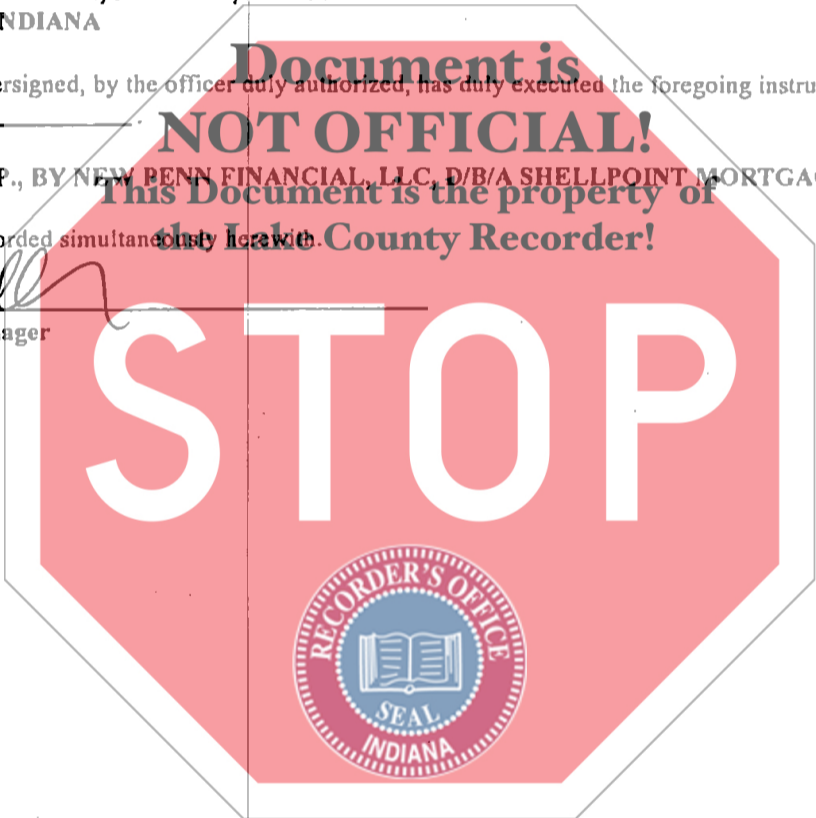 NDIANA
Document is
rsigned, by the officer duly authorized, has duly executed the foregoing instru
NOT OFFICIAL!
P., BY NEW PENN FINANCIAL, LLC, D/B/A SHELLPOINT MORTGA
This Document is the property of
orded simultaneously herewith.
the Lake County Recorder!
ager
STOP
RECORDER'S OFFICE
SEAL
INDIANA